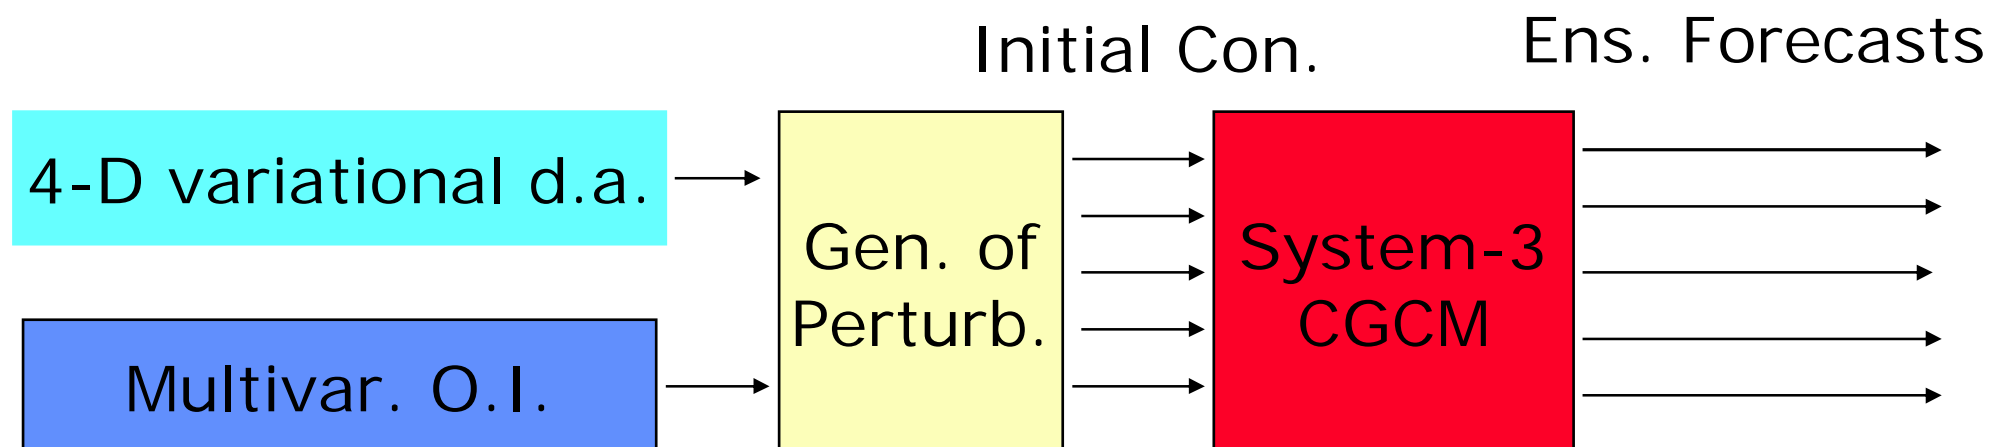 Initial Con.
Ens. Forecasts
4-D variational d.a.
Gen. of
Perturb.
System-3
CGCM
Multivar. O.I.